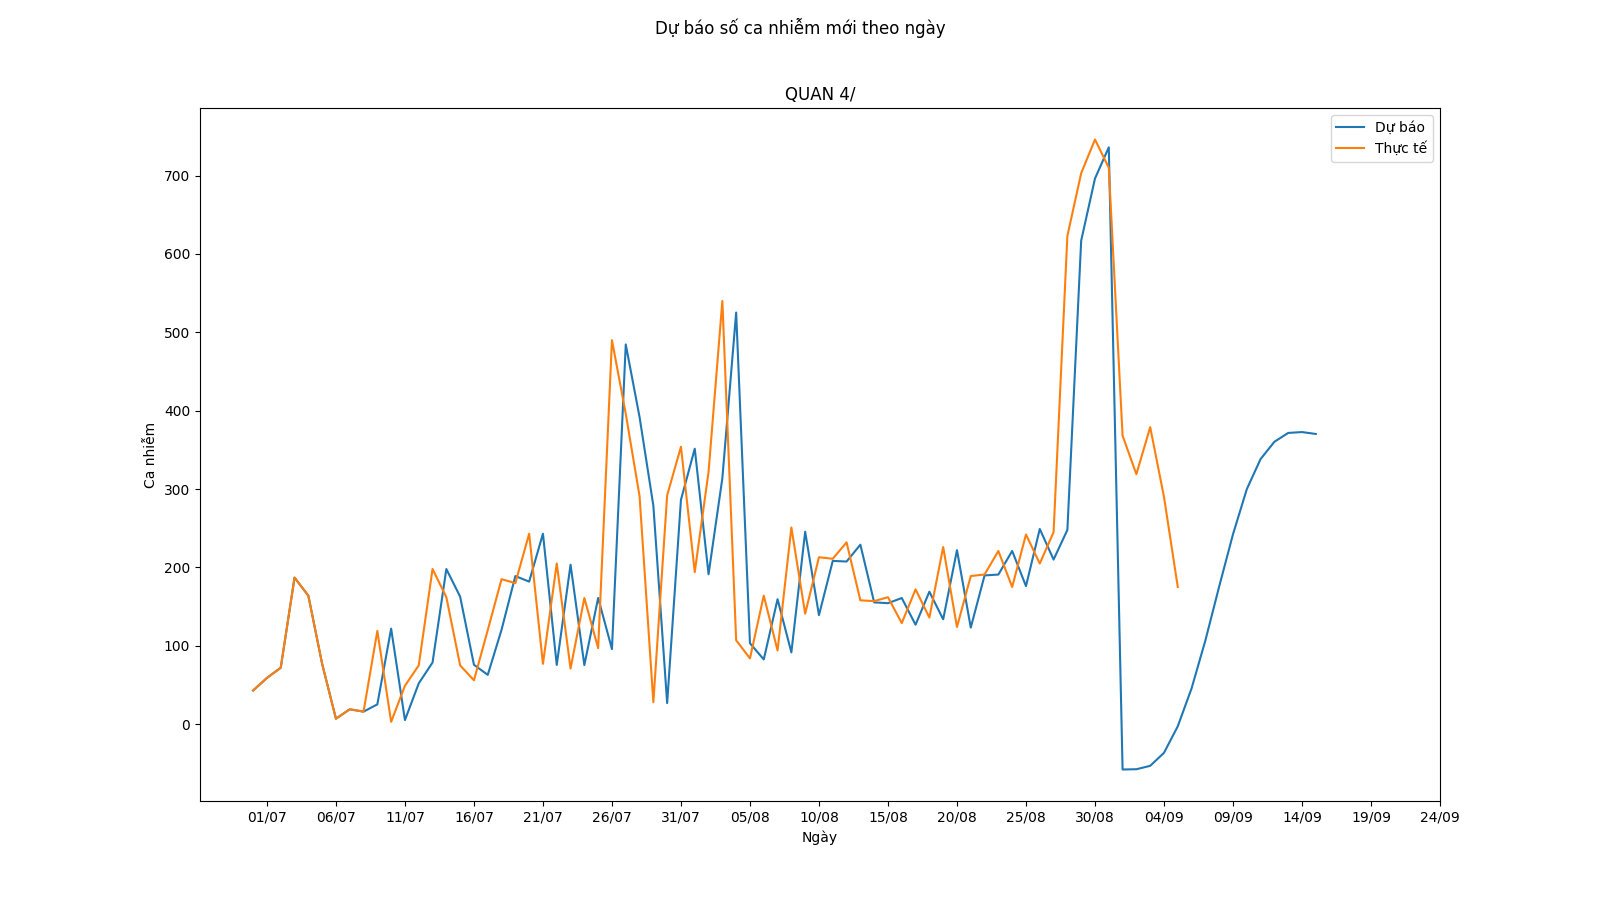 Dự báo số ca nhiễm mới theo ngày
QUAN 4/
Dự báo
Thực tế
700
600
500
400
300
200
100
0
Ca nhiễm
01/07 06/07 11/07 16/07 21/07 26/07 31/07 05/08 10/08 15/08 20/08 25/08 30/08 04/09 09/09 14/09 19/09 24/09
Ngày